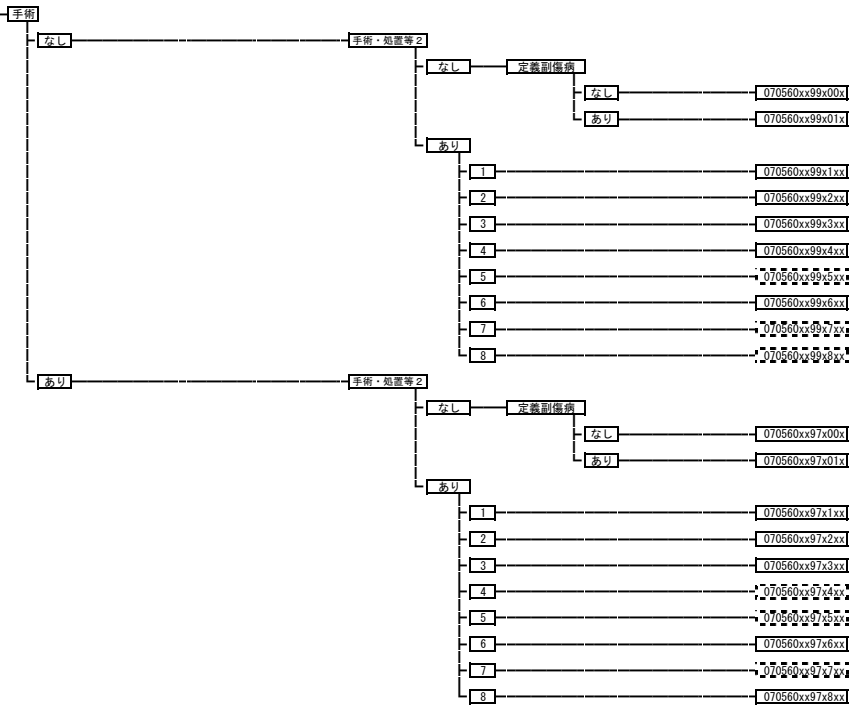 手術
なし 手術・処置等2
なし 定義副傷病
なし 070560xx99x00x
あり 070560xx99x01x
あり
1 070560xx99x1xx
2 070560xx99x2xx
3 070560xx99x3xx
4 070560xx99x4xx
5 070560xx99x5xx
6 070560xx99x6xx
7 070560xx99x7xx
8 070560xx99x8xx
あり 手術・処置等2
なし 定義副傷病
なし 070560xx97x00x
あり 070560xx97x01x
あり
1 070560xx97x1xx
2 070560xx97x2xx
3 070560xx97x3xx
4 070560xx97x4xx
5 070560xx97x5xx
6 070560xx97x6xx
7 070560xx97x7xx
8 070560xx97x8xx